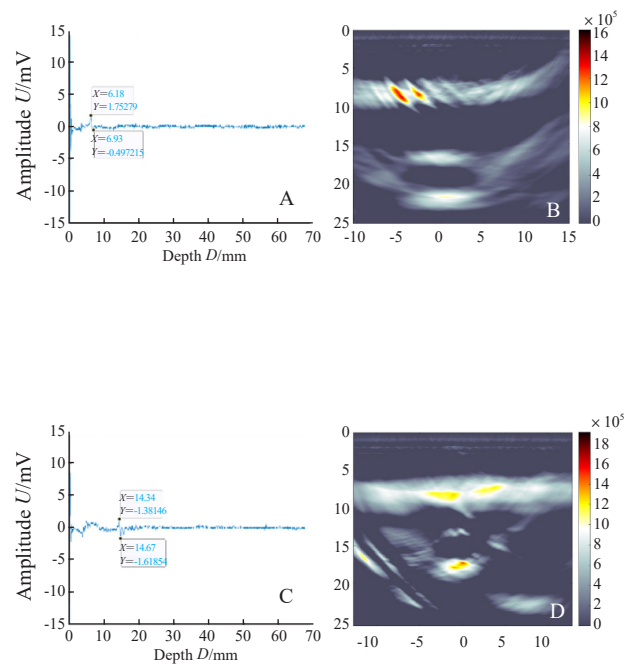 Amplitude U/mV
15
10
5
0
-5
-10
-15
X=6.18
Y=1.75279
X=6.93
Y=-0.497215
A
0 10 20 30 40 50 60 70
Depth D/mm
0
5
10
15
20
25
B
-10 -5 0 5 10 15
× 10⁵
16
14
12
10
8
6
4
2
0
Amplitude U/mV
15
10
5
0
-5
-10
-15
X=14.34
Y=-1.38146
X=14.67
Y=-1.61854
C
0 10 20 30 40 50 60 70
Depth D/mm
0
5
10
15
20
25
D
-10 -5 0 5 10
× 10⁵
18
16
14
12
10
8
6
4
2
0